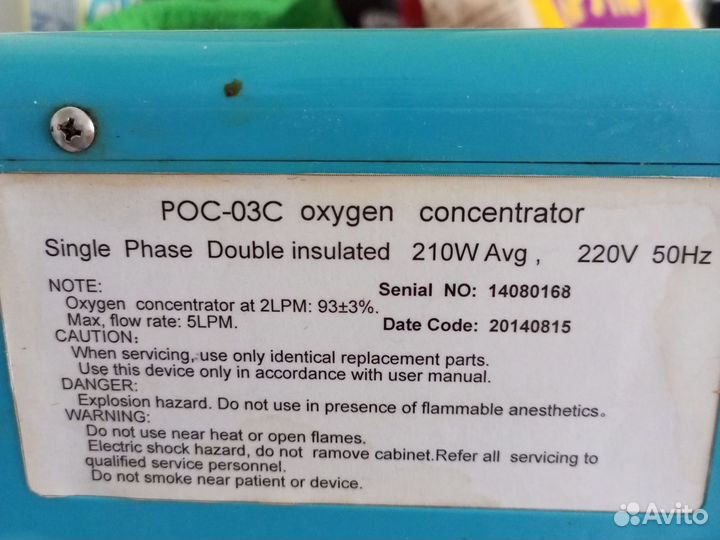 POC-03C oxygen concentrator
Single Phase Double insulated 210W Avg , 220V 50Hz
NOTE: Senial NO: 14080168
Oxygen concentrator at 2LPM: 93±3%.
Max, flow rate: 5LPM. Date Code: 20140815
CAUTION:
When servicing, use only identical replacement parts.
Use this device only in accordance with user manual.
DANGER:
Explosion hazard. Do not use in presence of flammable anesthetics。
WARNING:
Do not use near heat or open flames.
Electric shock hazard, do not ramove cabinet.Refer all servicing to
qualified service personnel.
Do not smoke near patient or device.
Avito